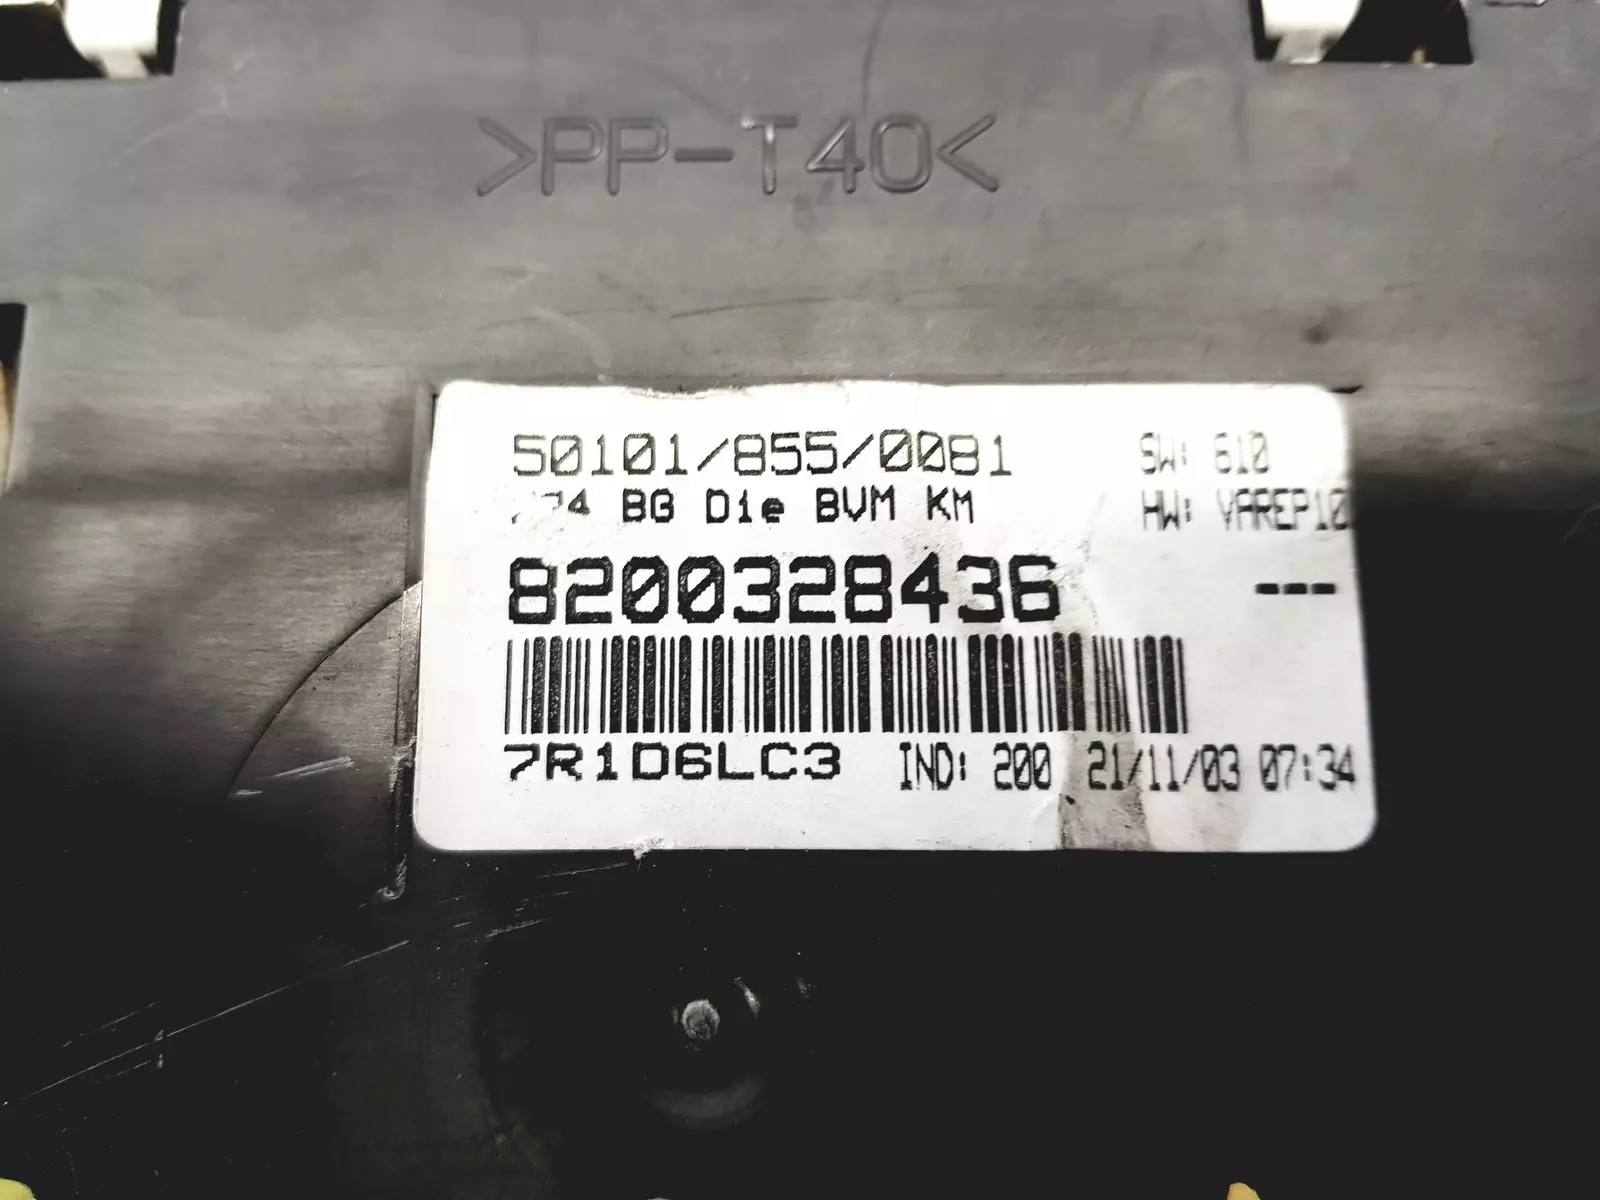 >PP-T40<
50101/855/0081 SW: 610
BG Die BVM KM HW: VAREP10
8200328436 ---
7R1D6LC3 IND: 200 21/11/03 07:34